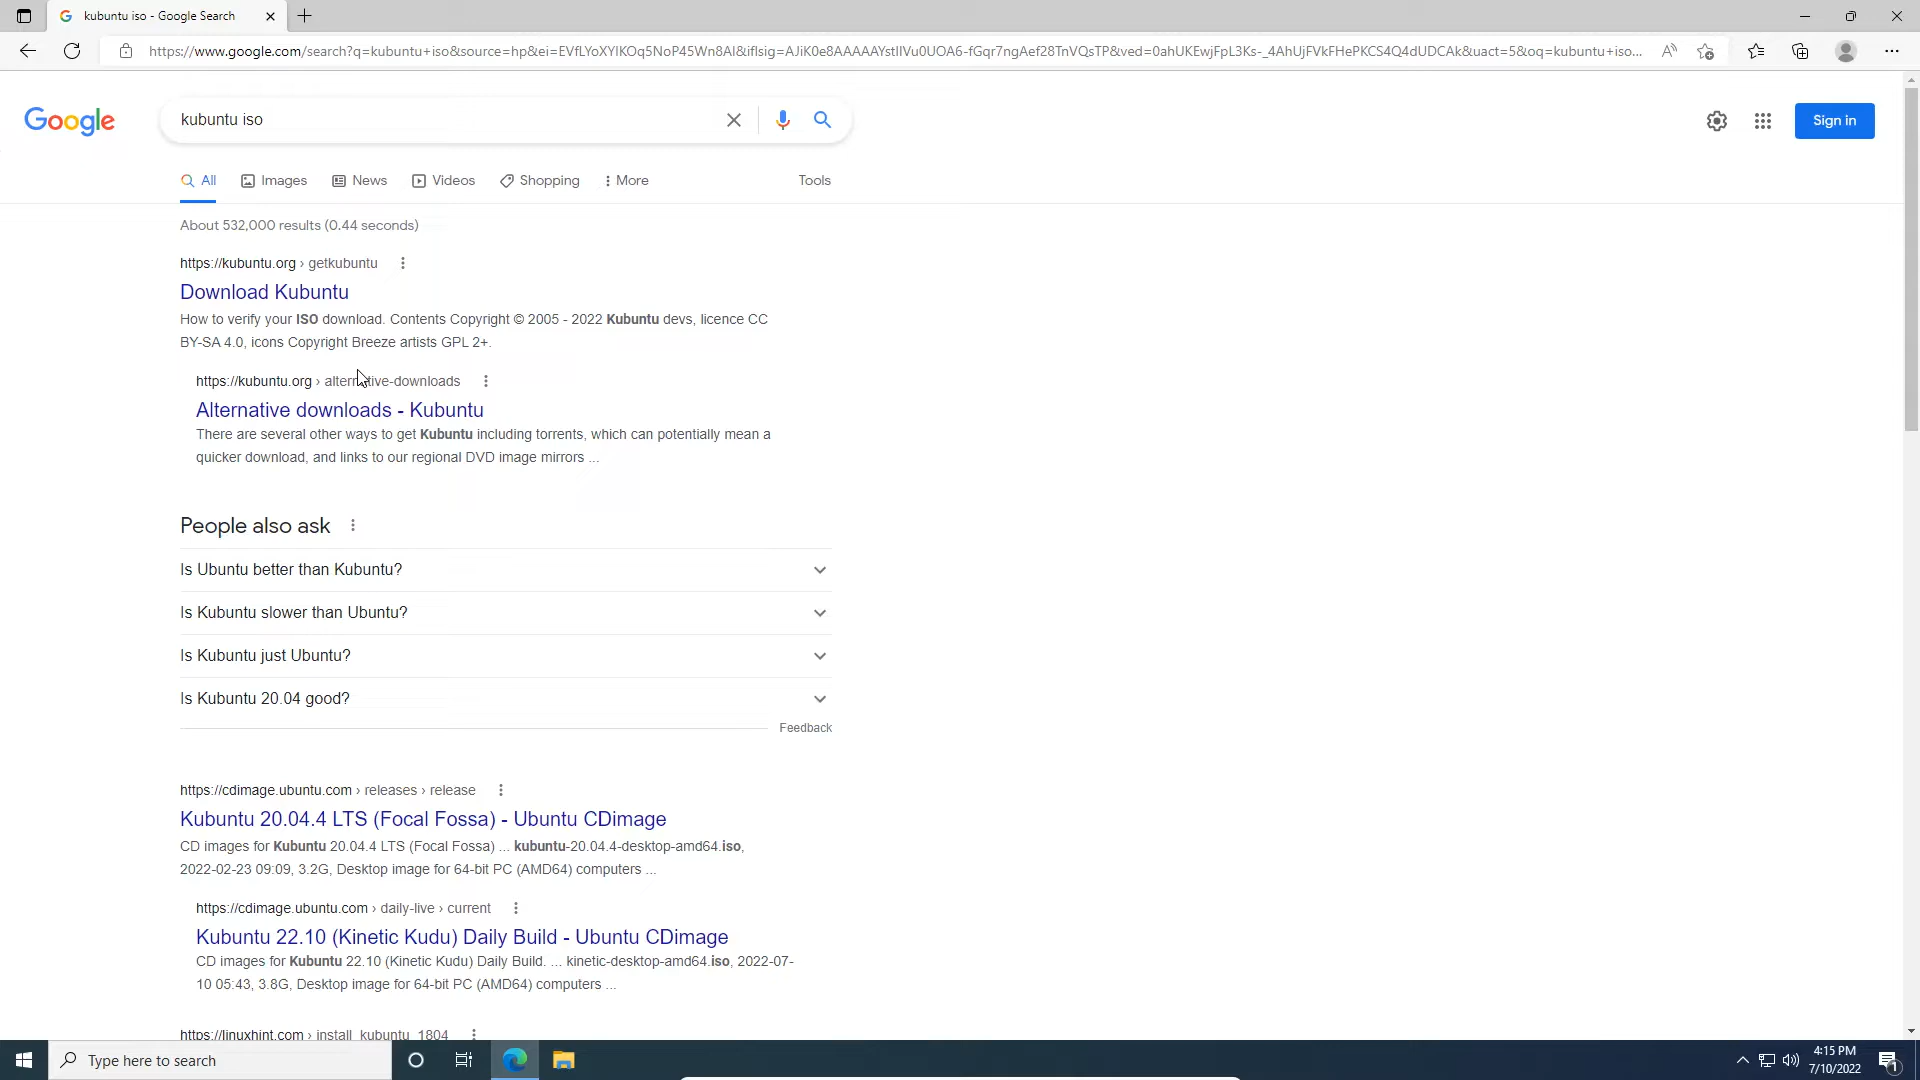 kubuntu iso - Google Search
https://www.google.com/search?q=kubuntu+iso&source=hp&ei=EVfLYoXYIKOq5NoP45Wn8AI&iflsig=AJiK0e8AAAAAYstlIVu0UOA6-fGqr7ngAef28TnVQsTP&ved=0ahUKEwjFpL3Ks-_4AhUjFVkFHePKCS4Q4dUDCAk&uact=5&oq=kubuntu+iso...
Google
kubuntu iso
Sign in
All Images News Videos Shopping More Tools
About 532,000 results (0.44 seconds)
https://kubuntu.org › getkubuntu
Download Kubuntu
How to verify your ISO download. Contents Copyright © 2005 - 2022 Kubuntu devs, licence CC
BY-SA 4.0, icons Copyright Breeze artists GPL 2+.
https://kubuntu.org › alternative-downloads
Alternative downloads - Kubuntu
There are several other ways to get Kubuntu including torrents, which can potentially mean a
quicker download, and links to our regional DVD image mirrors ...
People also ask
Is Ubuntu better than Kubuntu?
Is Kubuntu slower than Ubuntu?
Is Kubuntu just Ubuntu?
Is Kubuntu 20.04 good?
Feedback
https://cdimage.ubuntu.com › releases › release
Kubuntu 20.04.4 LTS (Focal Fossa) - Ubuntu CDimage
CD images for Kubuntu 20.04.4 LTS (Focal Fossa) ... kubuntu-20.04.4-desktop-amd64.iso,
2022-02-23 09:09, 3.2G, Desktop image for 64-bit PC (AMD64) computers ...
https://cdimage.ubuntu.com › daily-live › current
Kubuntu 22.10 (Kinetic Kudu) Daily Build - Ubuntu CDimage
CD images for Kubuntu 22.10 (Kinetic Kudu) Daily Build. ... kinetic-desktop-amd64.iso, 2022-07-
10 05:43, 3.8G, Desktop image for 64-bit PC (AMD64) computers ...
https://linuxhint.com › install_kubuntu_1804
Type here to search
4:15 PM
7/10/2022
1